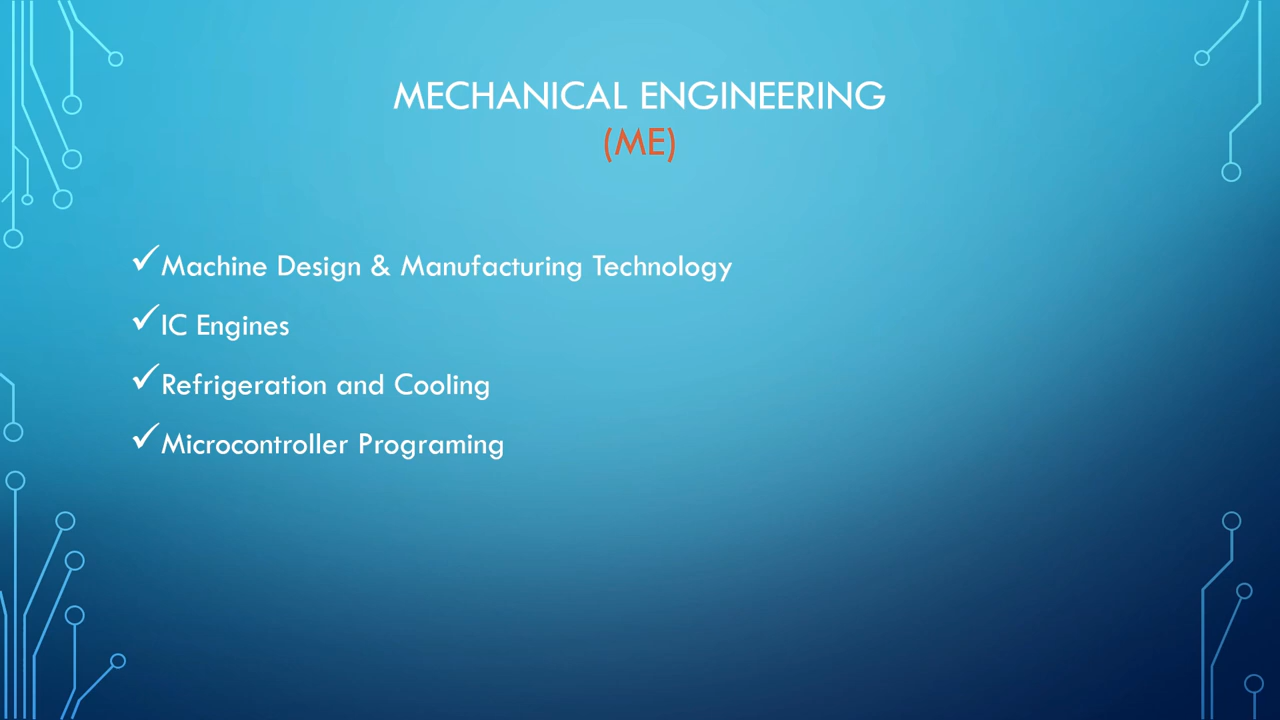 MECHANICAL ENGINEERING
(ME)
✓Machine Design & Manufacturing Technology
✓IC Engines
✓Refrigeration and Cooling
✓Microcontroller Programing